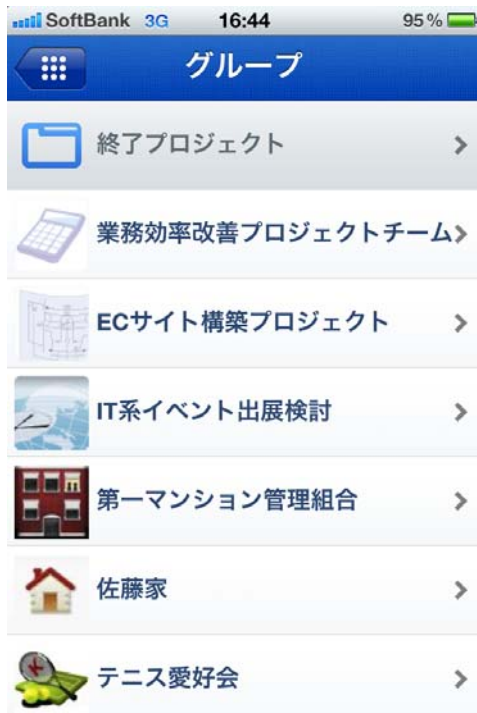 SoftBank 3G 16:44 95%
グループ
終了プロジェクト
業務効率改善プロジェクトチーム
ECサイト構築プロジェクト
IT系イベント出展検討
第一マンション管理組合
佐藤家
テニス愛好会